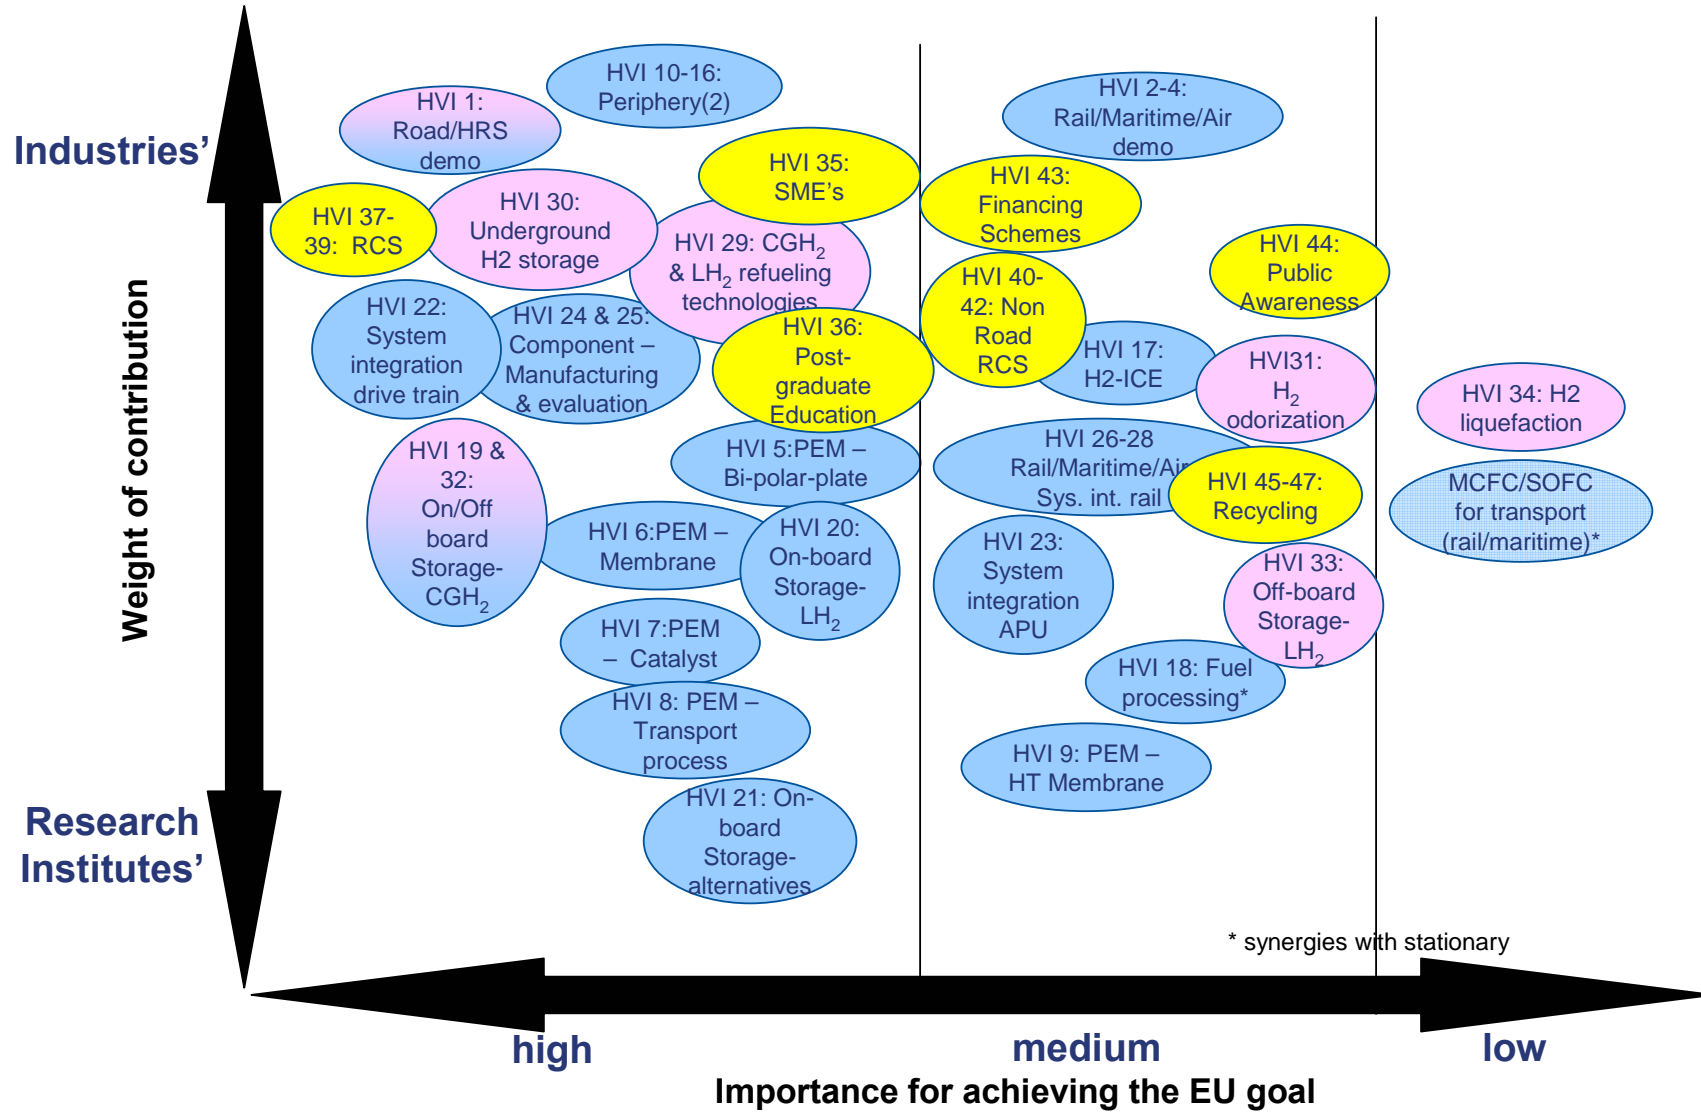 HVI 10-16:
Periphery(2)
HVI 1:
Road/HRS
demo
HVI 2-4:
Rail/Maritime/Air
demo
Industries’
HVI 35:
SME’s
HVI 43:
Financing
Schemes
HVI 37-
39:  RCS
HVI 30:
Underground
H2 storage
HVI 29: CGH2
& LH2 refueling
technologies
HVI 44:
Public
Awareness
HVI 40-
42: Non
Road
RCS
HVI 22:
System
integration
drive train
HVI 24 & 25:
Component –
Manufacturing
& evaluation
HVI 36:
Post-
graduate
Education
HVI 17:
H2-ICE
HVI31:
H2
odorization
HVI 34: H2
liquefaction
Weight of contribution
HVI 19 &
32:
On/Off
board
Storage-
CGH2
HVI 5:PEM –
Bi-polar-plate
HVI 26-28
Rail/Maritime/Air
Sys. int. rail
HVI 45-47:
Recycling
MCFC/SOFC
for transport
(rail/maritime)*
HVI 6:PEM –
Membrane
HVI 20:
On-board
Storage-
LH2
HVI 23:
System
integration
APU
HVI 33:
Off-board
Storage-
LH2
HVI 7:PEM
–  Catalyst
HVI 18: Fuel
processing*
HVI 8: PEM –
Transport
process
HVI 9: PEM –
HT Membrane
HVI 21: On-
board
Storage-
alternatives
Research
Institutes’
* synergies with stationary
high
medium
low
Importance for achieving the EU goal